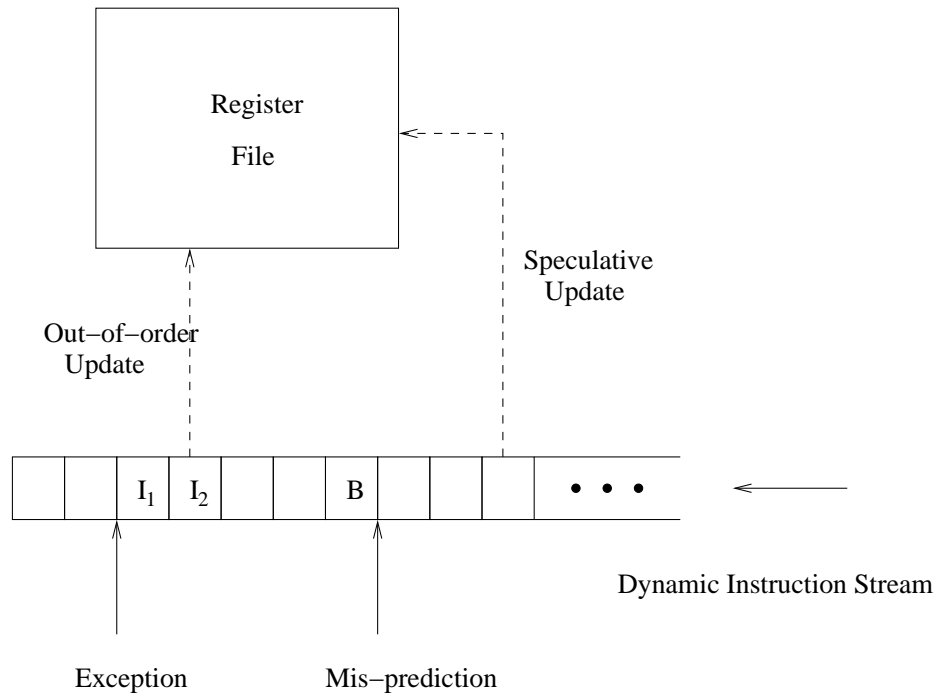 Register
File
Speculative
Update
Out−of−order
Update
I₁ I₂ B
Dynamic Instruction Stream
Exception Mis−prediction